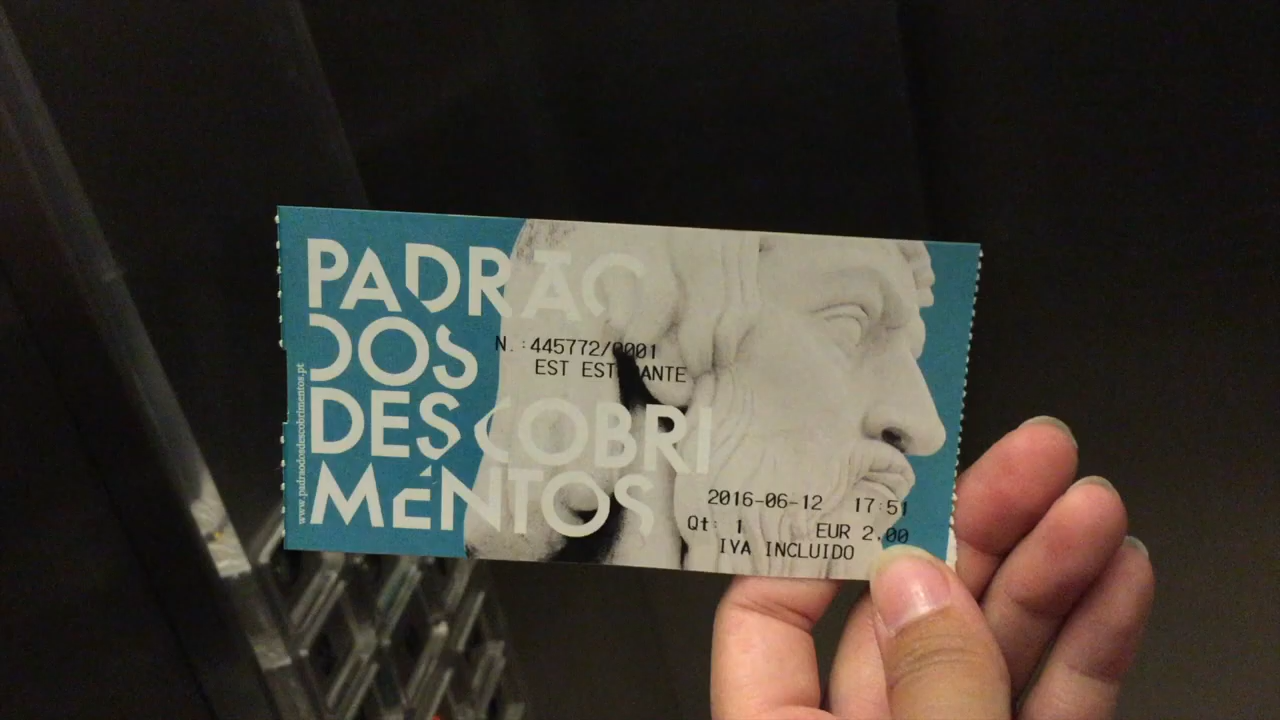 PADRÃO
DOS
DESCOBRI
MENTOS
www.padraodosdescobrimentos.pt
N.:445772/0001
EST ESTUDANTE
2016-06-12 17:51
Qt: 1 EUR 2,00
IVA INCLUIDO